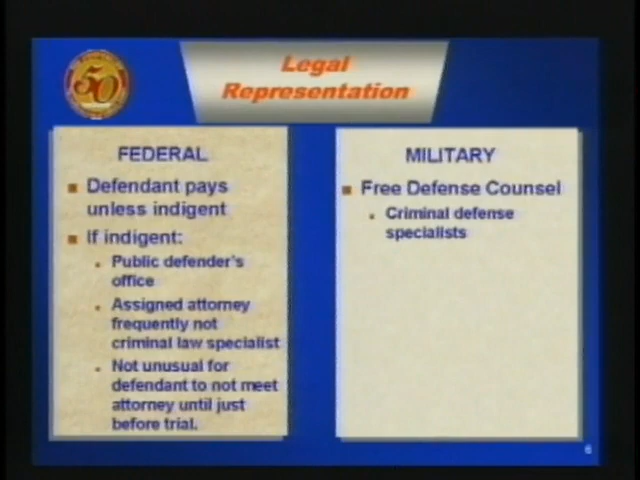 Legal
Representation
50
FEDERAL
Defendant pays
unless indigent
If indigent:
Public defender's
office
Assigned attorney
frequently not
criminal law specialist
Not unusual for
defendant to not meet
attorney until just
before trial.
MILITARY
Free Defense Counsel
Criminal defense
specialists
6